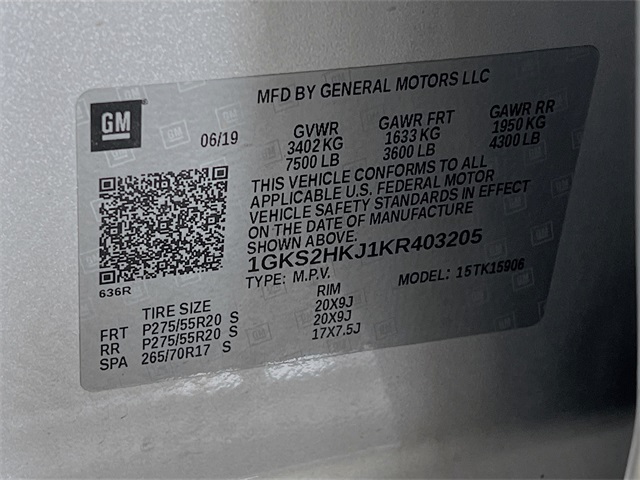 MFD BY GENERAL MOTORS LLC
GM
06/19 GVWR GAWR FRT GAWR RR
3402 KG 1633 KG 1950 KG
7500 LB 3600 LB 4300 LB
THIS VEHICLE CONFORMS TO ALL
APPLICABLE U.S. FEDERAL MOTOR
VEHICLE SAFETY STANDARDS IN EFFECT
ON THE DATE OF MANUFACTURE
SHOWN ABOVE.
1GKS2HKJ1KR403205
TYPE: M.P.V. MODEL: 15TK15906
636R
TIRE SIZE RIM
FRT P275/55R20 S 20X9J
RR P275/55R20 S 20X9J
SPA 265/70R17 S 17X7.5J